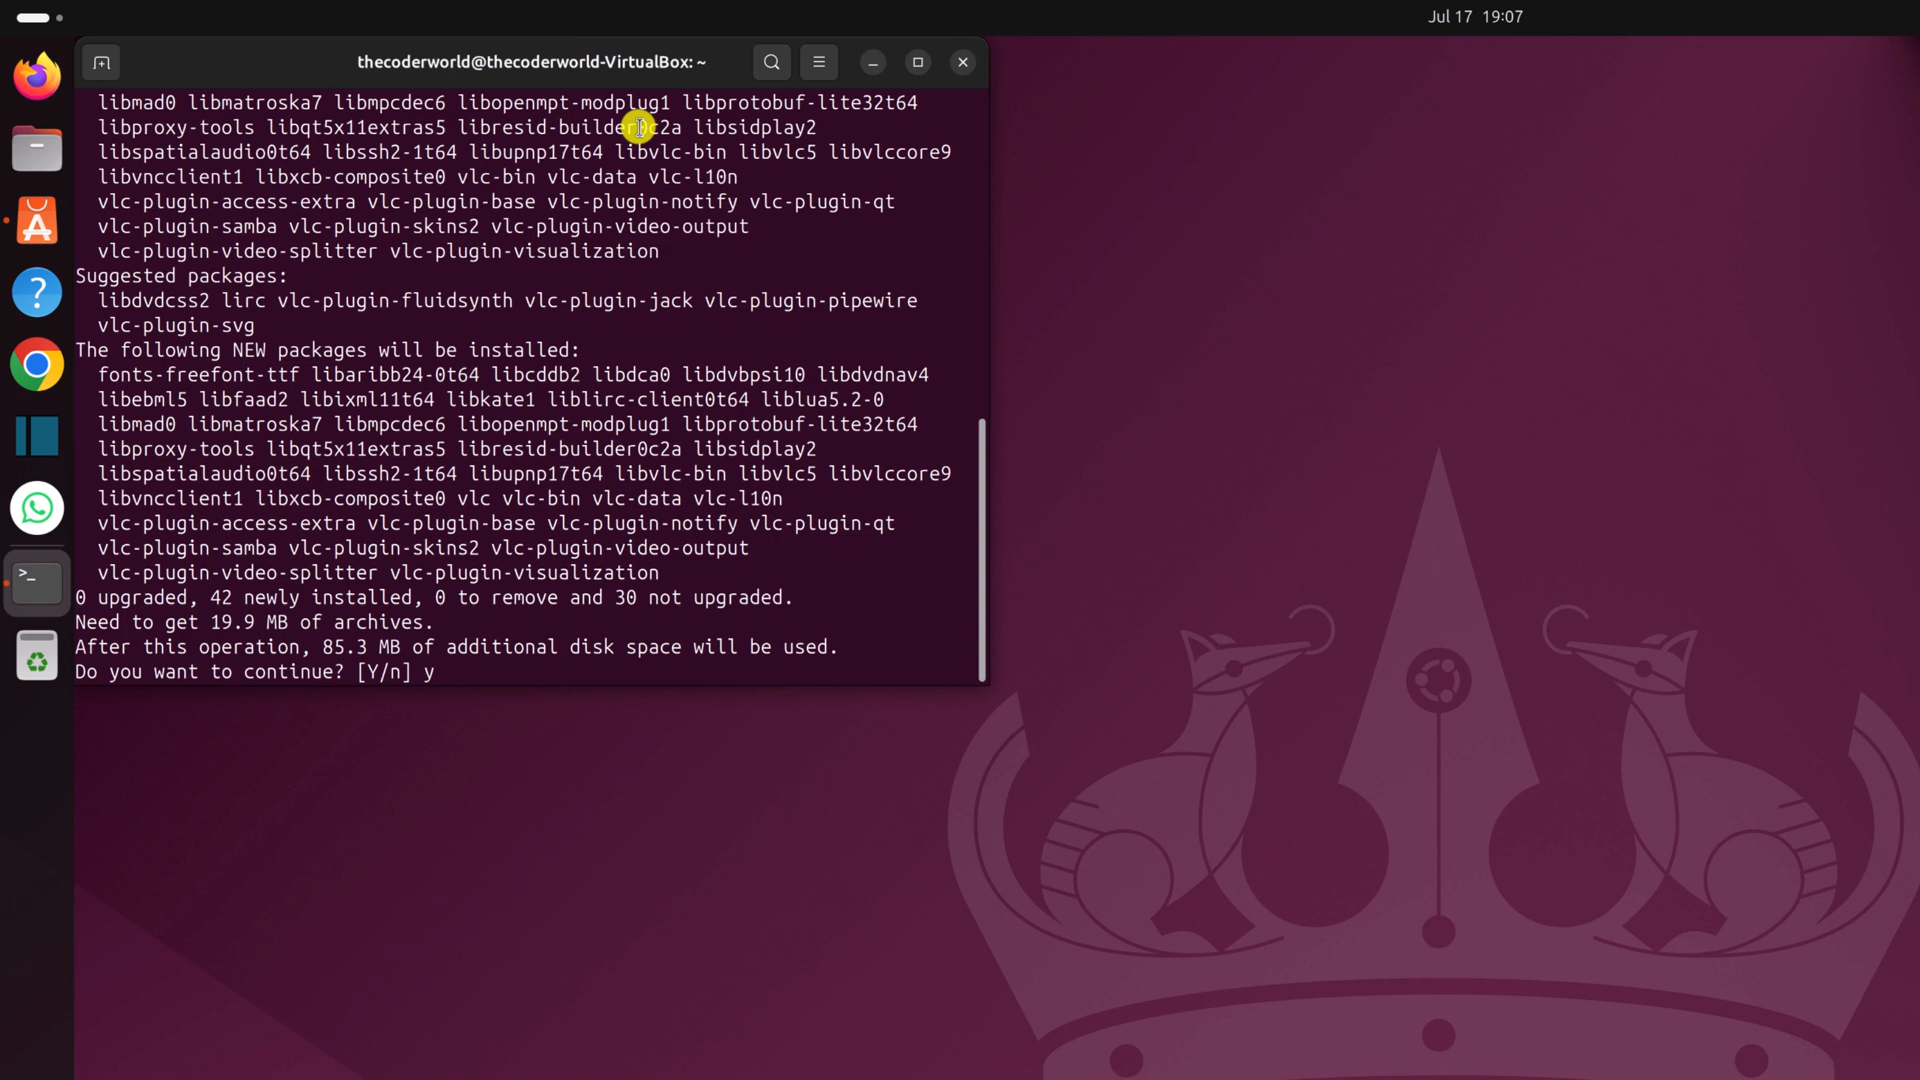 Jul 17 19:07
thecoderworld@thecoderworld-VirtualBox: ~
libmad0 libmatroska7 libmpcdec6 libopenmpt-modplug1 libprotobuf-lite32t64
libproxy-tools libqt5x11extras5 libresid-builder0c2a libsidplay2
libspatialaudio0t64 libssh2-1t64 libupnp17t64 libvlc-bin libvlc5 libvlccore9
libvncclient1 libxcb-composite0 vlc-bin vlc-data vlc-l10n
vlc-plugin-access-extra vlc-plugin-base vlc-plugin-notify vlc-plugin-qt
vlc-plugin-samba vlc-plugin-skins2 vlc-plugin-video-output
vlc-plugin-video-splitter vlc-plugin-visualization
Suggested packages:
libdvdcss2 lirc vlc-plugin-fluidsynth vlc-plugin-jack vlc-plugin-pipewire
vlc-plugin-svg
The following NEW packages will be installed:
fonts-freefont-ttf libaribb24-0t64 libcddb2 libdca0 libdvbpsi10 libdvdnav4
libebml5 libfaad2 libixml11t64 libkate1 liblirc-client0t64 liblua5.2-0
libmad0 libmatroska7 libmpcdec6 libopenmpt-modplug1 libprotobuf-lite32t64
libproxy-tools libqt5x11extras5 libresid-builder0c2a libsidplay2
libspatialaudio0t64 libssh2-1t64 libupnp17t64 libvlc-bin libvlc5 libvlccore9
libvncclient1 libxcb-composite0 vlc vlc-bin vlc-data vlc-l10n
vlc-plugin-access-extra vlc-plugin-base vlc-plugin-notify vlc-plugin-qt
vlc-plugin-samba vlc-plugin-skins2 vlc-plugin-video-output
vlc-plugin-video-splitter vlc-plugin-visualization
0 upgraded, 42 newly installed, 0 to remove and 30 not upgraded.
Need to get 19.9 MB of archives.
After this operation, 85.3 MB of additional disk space will be used.
Do you want to continue? [Y/n] y